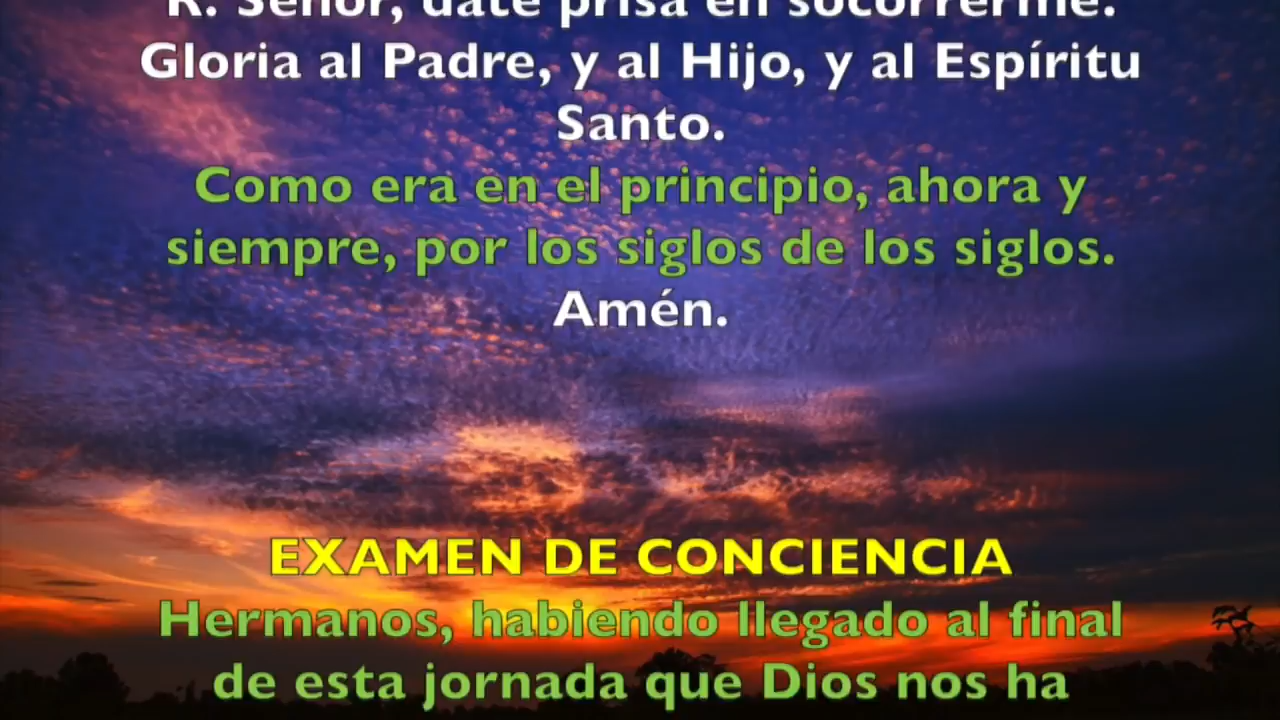 R. Señor, date prisa en socorrerme.
Gloria al Padre, y al Hijo, y al Espíritu
Santo.
Como era en el principio, ahora y
siempre, por los siglos de los siglos.
Amén.
EXAMEN DE CONCIENCIA
Hermanos, habiendo llegado al final
de esta jornada que Dios nos ha